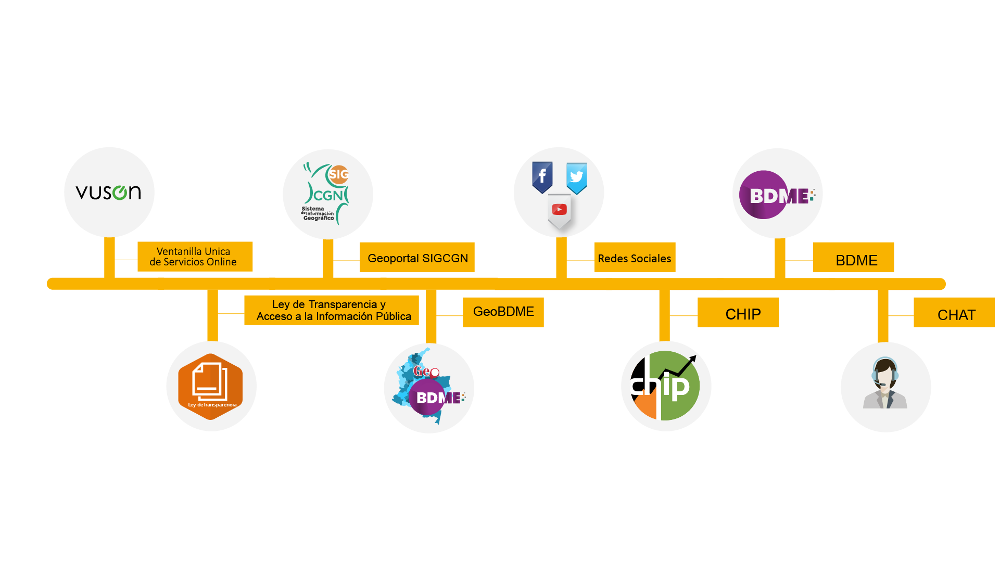 vuson
SIG
CGN
Sistema
de Información
Geográfico
f
BDME
Ventanilla Unica
de Servicios Online
Geoportal SIGCGN
Redes Sociales
BDME
Ley de Transparencia y
Acceso a la Información Pública
GeoBDME
CHIP
CHAT
Ley deTransparencia
Geo
BDME
chip